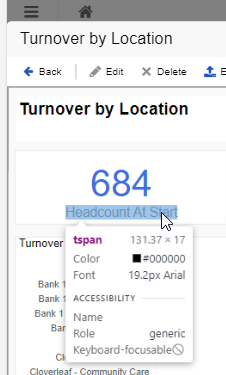 Turnover by Location
Back
Edit
Delete
Turnover by Location
684
Headcount At Start
tspan 131.37 × 17
Color #000000
Font 19.2px Arial
ACCESSIBILITY
Name
Role generic
Keyboard-focusable
Turnover
Bank 1
Bank 1
Bank 1
Bank
Cloverleaf - Community Care